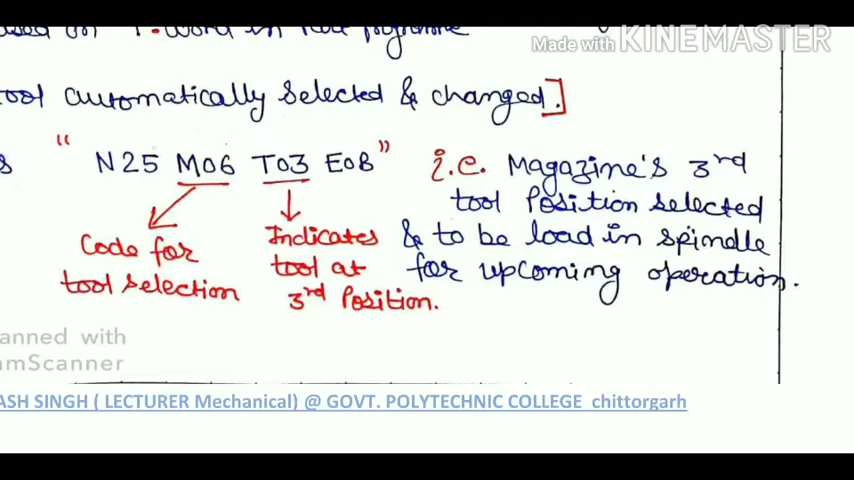 Made with KINEMASTER
tool automatically selected & changed.]
"N25 M06 T03 EOB" i.e. Magazine's 3rd
tool Position selected
& to be load in spindle
for upcoming operation.
Code for
tool selection
Indicates
tool at
3rd Position.
anned with
amScanner
ASH SINGH ( LECTURER Mechanical) @ GOVT. POLYTECHNIC COLLEGE chittorgarh